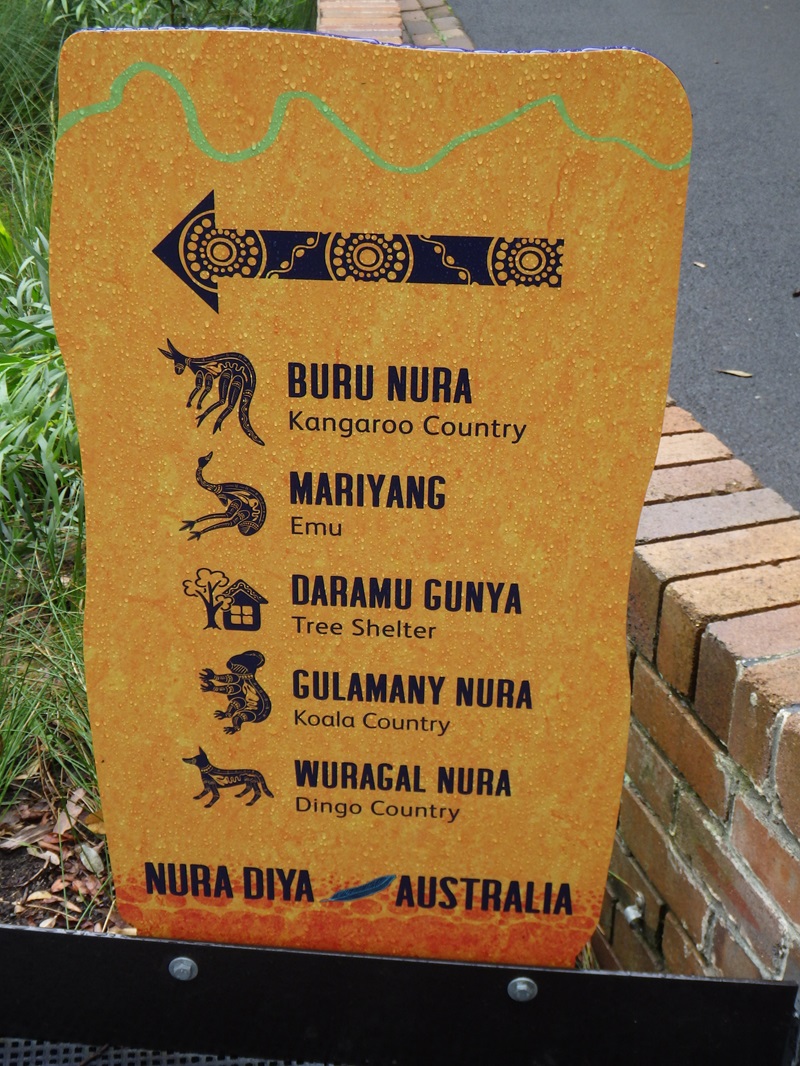 BURU NURA
Kangaroo Country
MARIYANG
Emu
DARAMU GUNYA
Tree Shelter
GULAMANY NURA
Koala Country
WURAGAL NURA
Dingo Country
NURA DIYA AUSTRALIA